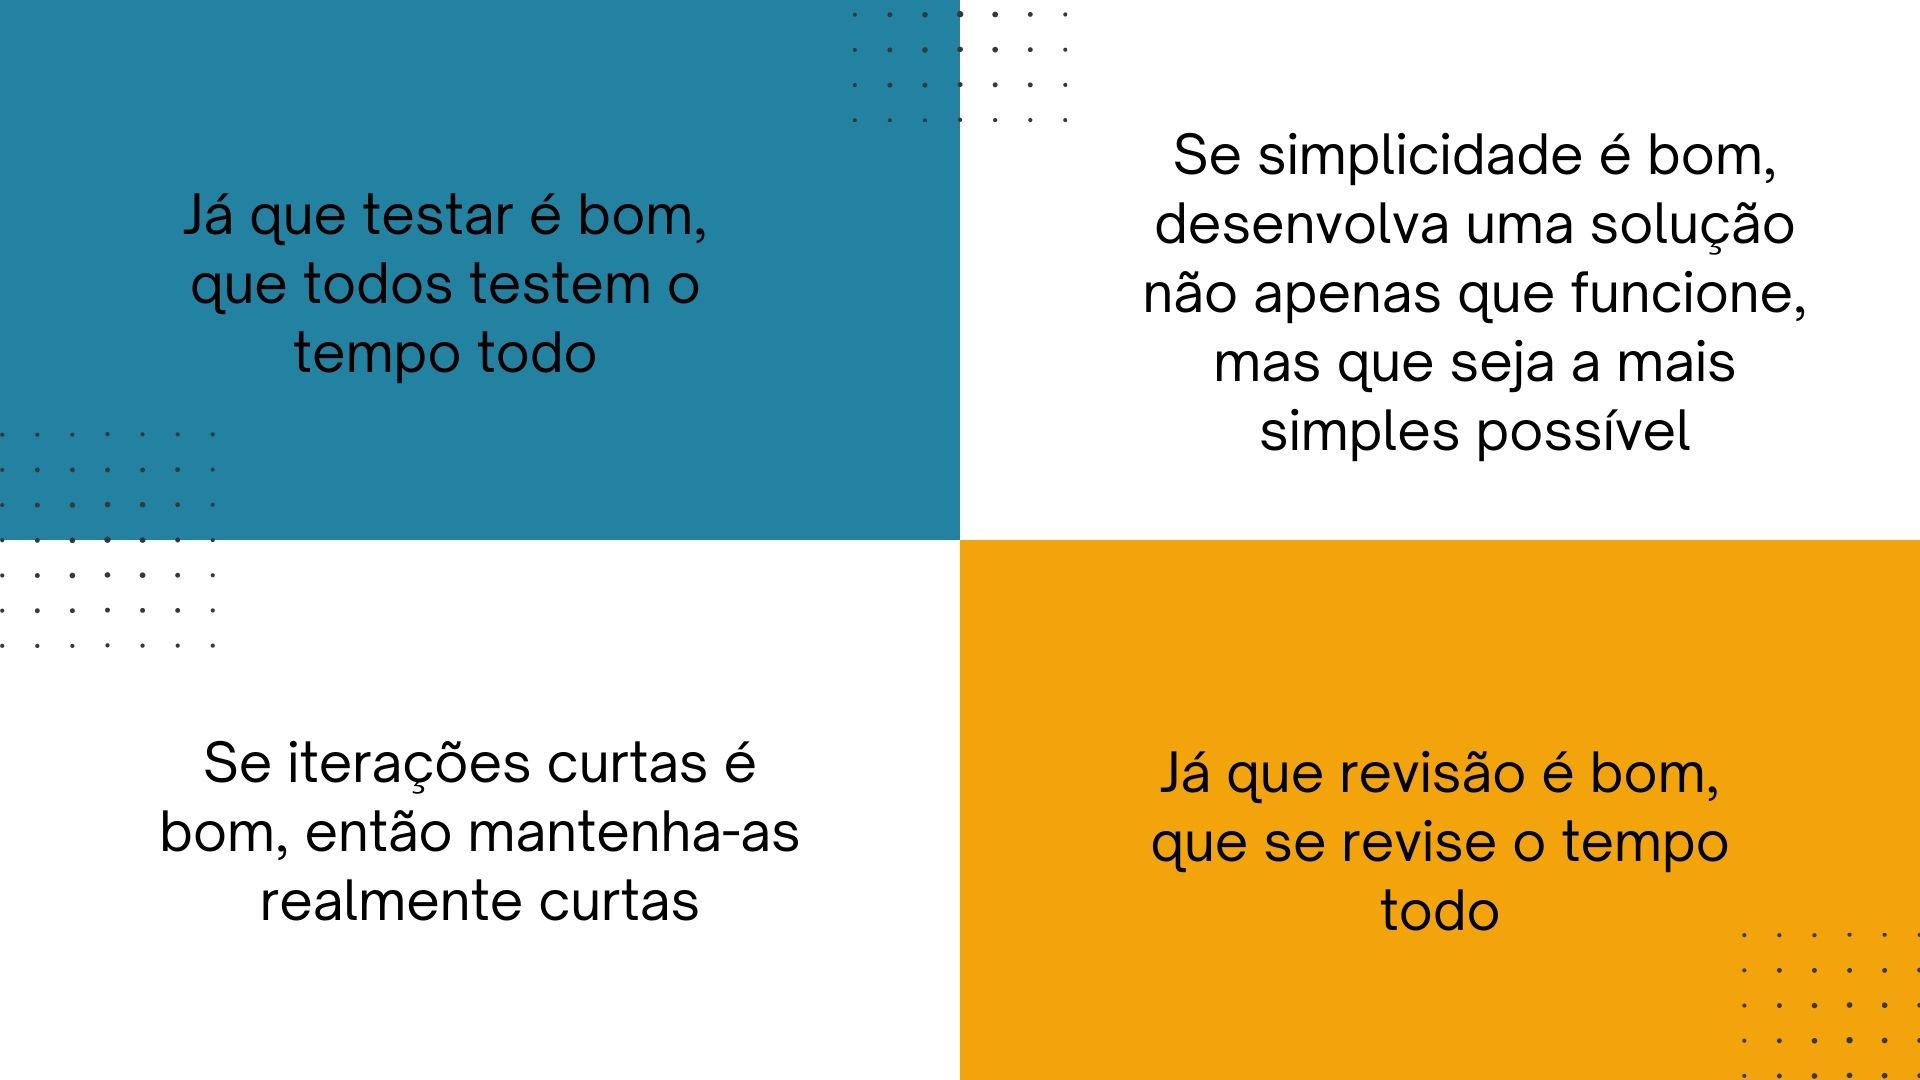 Já que testar é bom,
que todos testem o
tempo todo
Se simplicidade é bom,
desenvolva uma solução
não apenas que funcione,
mas que seja a mais
simples possível
Se iterações curtas é
bom, então mantenha-as
realmente curtas
Já que revisão é bom,
que se revise o tempo
todo